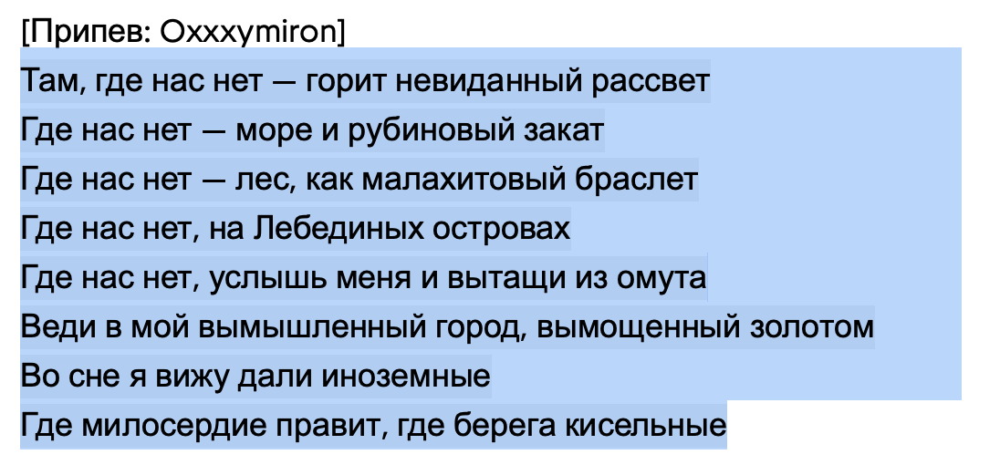 [Припев: Oxxxymiron]
Там, где нас нет — горит невиданный рассвет
Где нас нет — море и рубиновый закат
Где нас нет — лес, как малахитовый браслет
Где нас нет, на Лебединых островах
Где нас нет, услышь меня и вытащи из омута
Веди в мой вымышленный город, вымощенный золотом
Во сне я вижу дали иноземные
Где милосердие правит, где берега кисельные